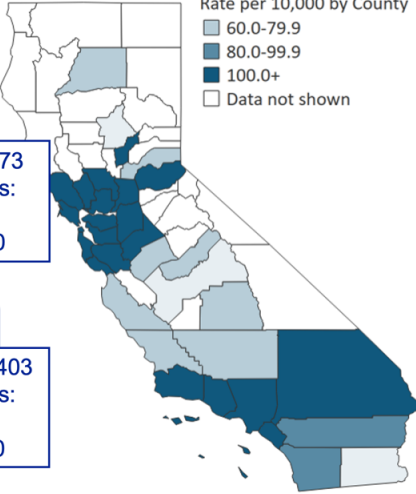 Rate per 10,000 by County
60.0-79.9
80.0-99.9
100.0+
Data not shown
73
s:
0
403
s:
0